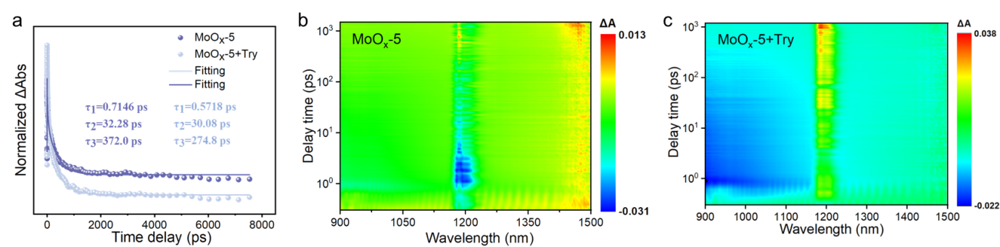 a
MoOx-5
MoOx-5+Try
Fitting
Fitting
τ1=0.7146 ps
τ2=32.28 ps
τ3=372.0 ps
τ1=0.5718 ps
τ2=30.08 ps
τ3=274.8 ps
Normalized ΔAbs
0 2000 4000 6000 8000
Time delay (ps)
b
MoOx-5
Delay time (ps)
10³
10²
10¹
10⁰
900 1050 1200 1350 1500
Wavelength (nm)
ΔA
0.013
-0.031
c
MoOx-5+Try
Delay time (ps)
10³
10²
10¹
10⁰
900 1000 1100 1200 1300 1400 1500
Wavelength (nm)
ΔA
0.038
-0.022